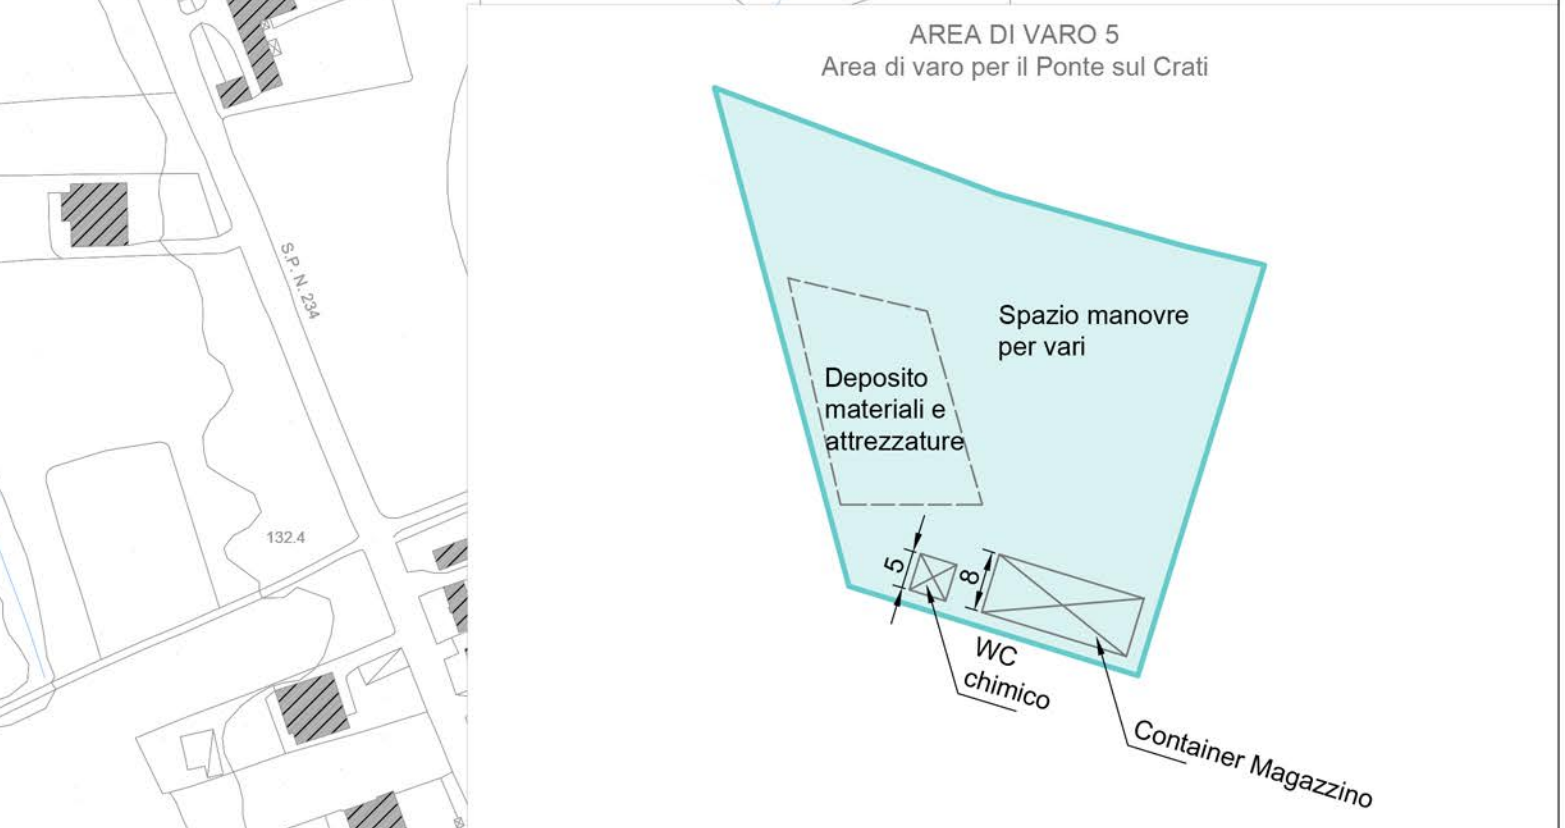 AREA DI VARO 5
Area di varo per il Ponte sul Crati
S.P. N. 234
Spazio manovre
per vari
Deposito
materiali e
attrezzature
132.4
5
8
WC
chimico
Container Magazzino